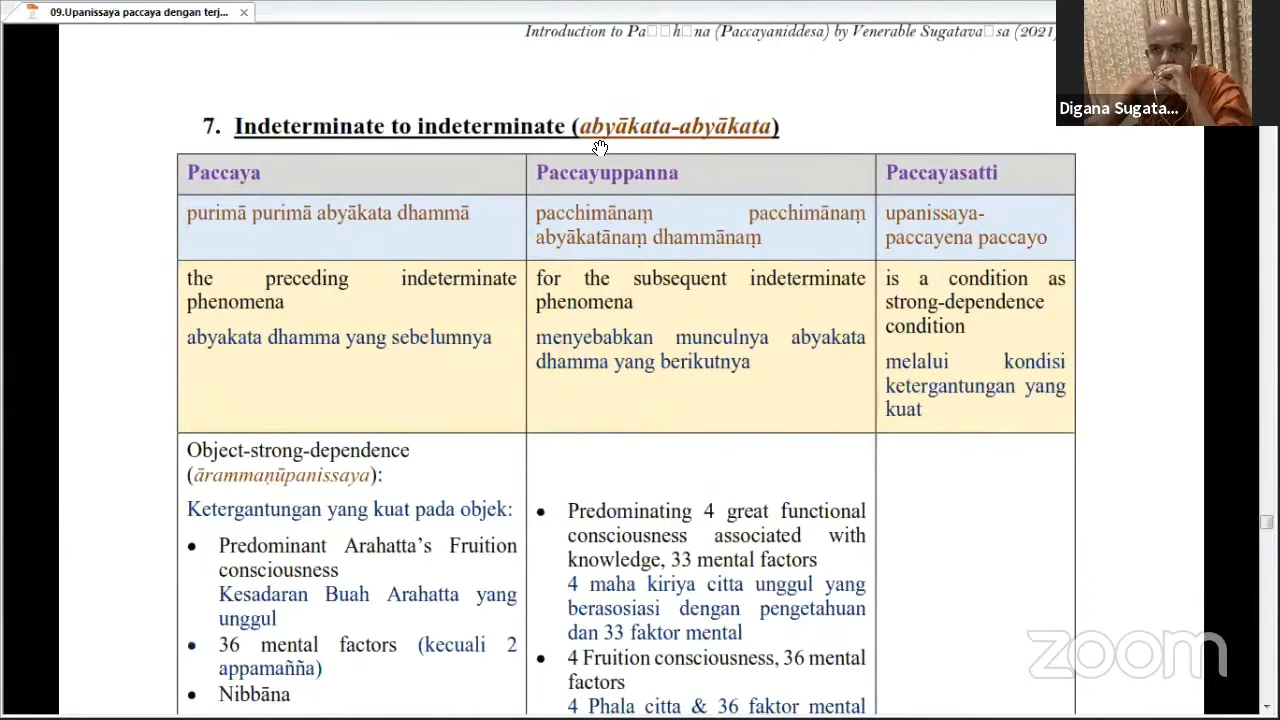 09.Upanissaya paccaya dengan terj...
Introduction to Pa□□h□na (Paccayaniddesa) by Venerable Sugatava□sa (2021)
Digana Sugata...
7. Indeterminate to indeterminate (abyākata-abyākata)
Paccaya
Paccayuppanna
Paccayasatti
purimā purimā abyākata dhammā
pacchimānaṃ pacchimānaṃ
abyākatānaṃ dhammānaṃ
upanissaya-
paccayena paccayo
the preceding indeterminate
phenomena
abyakata dhamma yang sebelumnya
for the subsequent indeterminate
phenomena
menyebabkan munculnya abyakata
dhamma yang berikutnya
is a condition as
strong-dependence
condition
melalui kondisi
ketergantungan yang
kuat
Object-strong-dependence
(ārammaṇūpanissaya):
Ketergantungan yang kuat pada objek:
• Predominant Arahatta’s Fruition
consciousness
Kesadaran Buah Arahatta yang
unggul
• 36 mental factors (kecuali 2
appamañña)
• Nibbāna
• Predominating 4 great functional
consciousness associated with
knowledge, 33 mental factors
4 maha kiriya citta unggul yang
berasosiasi dengan pengetahuan
dan 33 faktor mental
• 4 Fruition consciousness, 36 mental
factors
4 Phala citta & 36 faktor mental
zoom